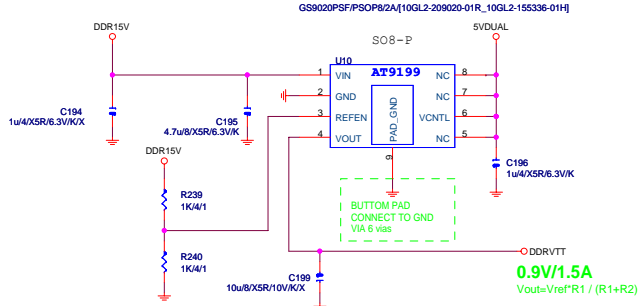 GS9020PSF/PSOP8/2A/[10GL2-209020-01R_10GL2-155336-01H]
DDR15V
SO8-P
5VDUAL
U10
AT9199
1 VIN NC 8
2 GND NC 7
3 REFEN VCNTL 6
4 VOUT NC 5
PAD_GND
9
C194
1u/4/X5R/6.3V/K/X
C195
4.7u/8/X5R/6.3V/K
C196
1u/4/X5R/6.3V/K
DDR15V
R239
1K/4/1
R240
1K/4/1
BUTTOM PAD
CONNECT TO GND
VIA 6 vias
C199
10u/8/X5R/10V/K/X
DDRVTT
0.9V/1.5A
Vout=Vref*R1 / (R1+R2)